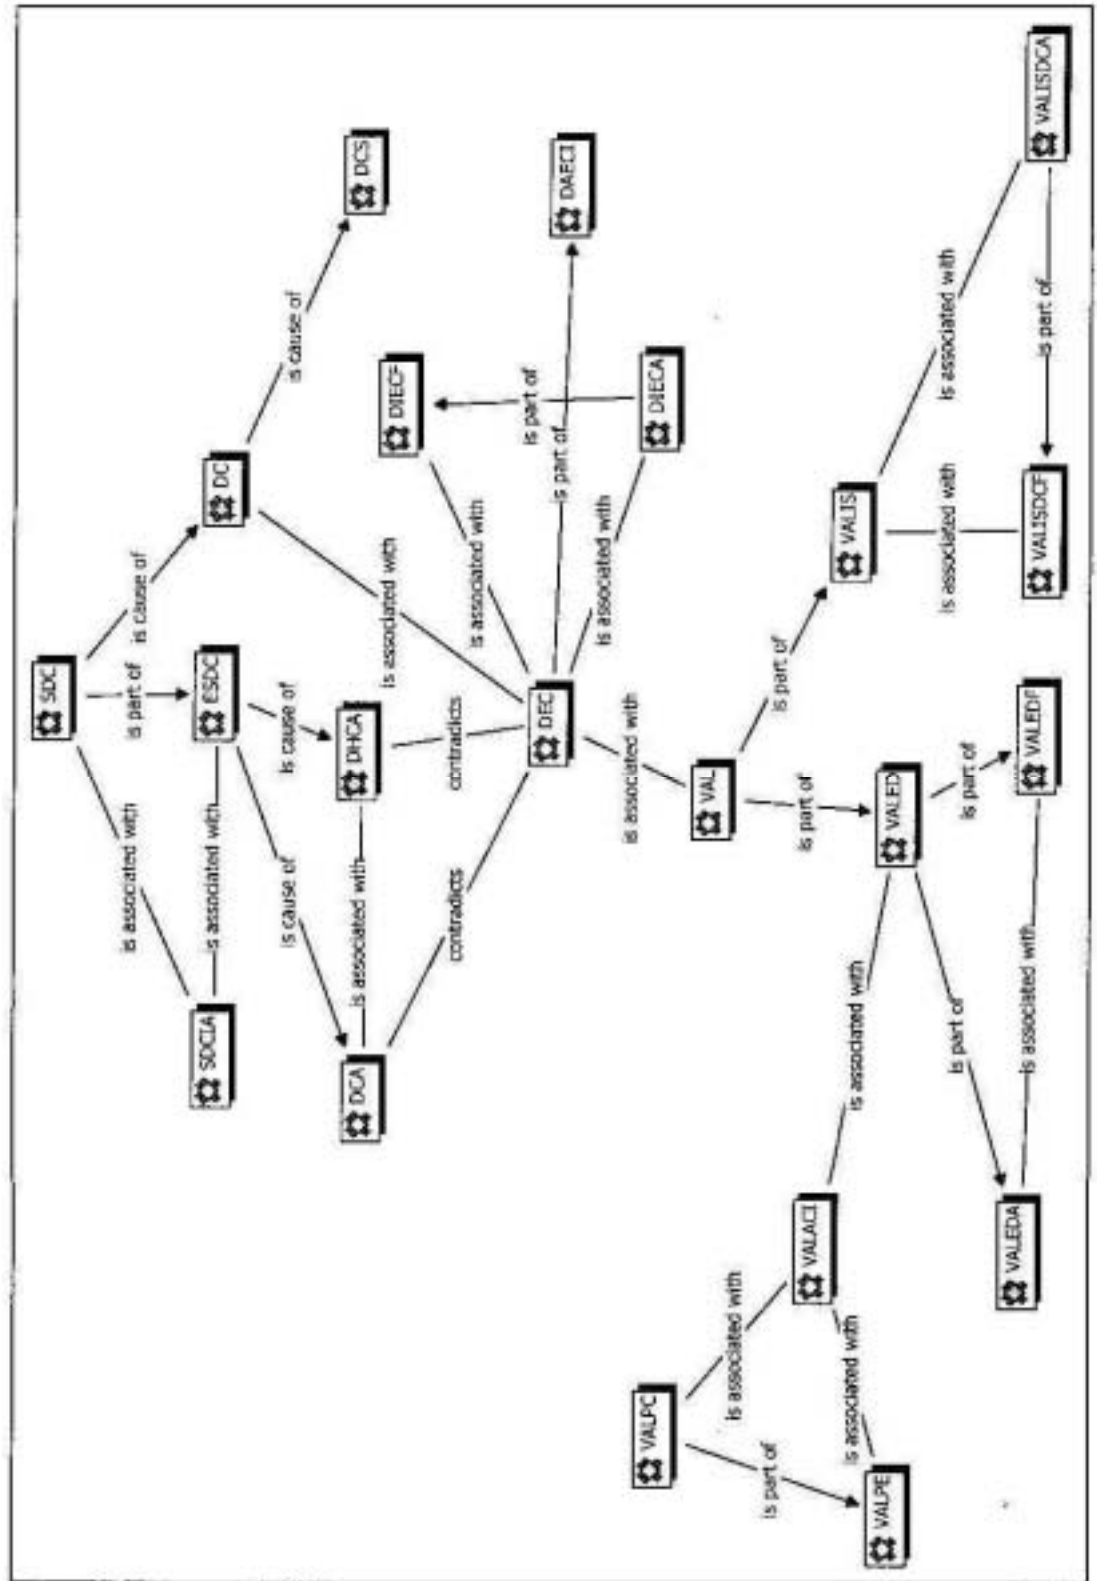 SDC
is cause of
is part of
is associated with
DC
is cause of
DCS
ESDC
is associated with
SDCIA
is cause of
is cause of
DHCA
is associated with
DCA
contradicts
contradicts
is associated with
DIECF
is associated with
is part of
DAECI
is part of
DIECA
is associated with
DEC
is associated with
VAL
is part of
is part of
VALIS
is associated with
VALISDCA
is part of
is associated with
VALISDCF
VALED
is part of
VALEDF
is associated with
is part of
is associated with
VALEDA
VALACI
is associated with
VALPC
is part of
is associated with
VALPE